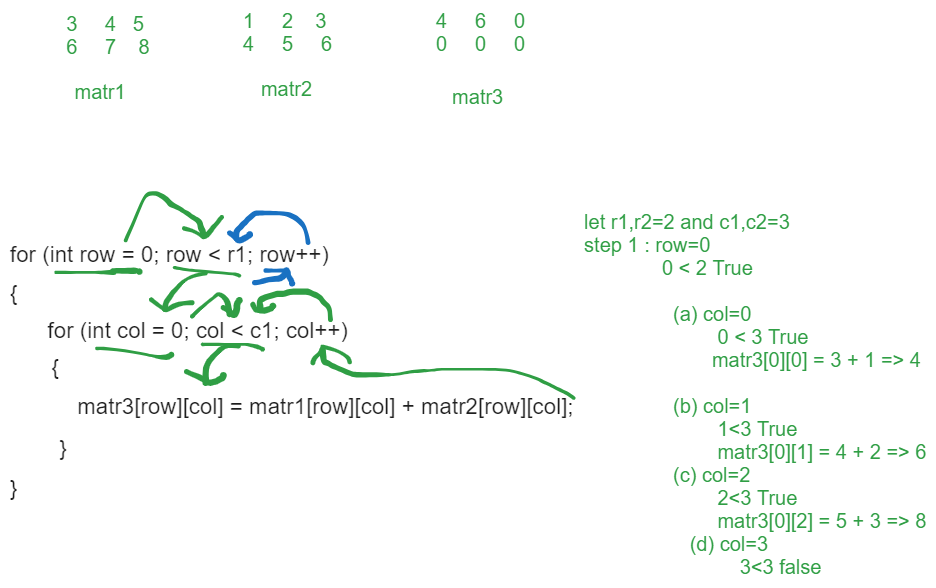 3 4 5 1 2 3 4 6 0
6 7 8 4 5 6 0 0 0
matr1 matr2 matr3
for (int row = 0; row < r1; row++)
{
for (int col = 0; col < c1; col++)
{
matr3[row][col] = matr1[row][col] + matr2[row][col];
}
}
let r1,r2=2 and c1,c2=3
step 1 : row=0
0 < 2 True
(a) col=0
0 < 3 True
matr3[0][0] = 3 + 1 => 4
(b) col=1
1<3 True
matr3[0][1] = 4 + 2 => 6
(c) col=2
2<3 True
matr3[0][2] = 5 + 3 => 8
(d) col=3
3<3 false